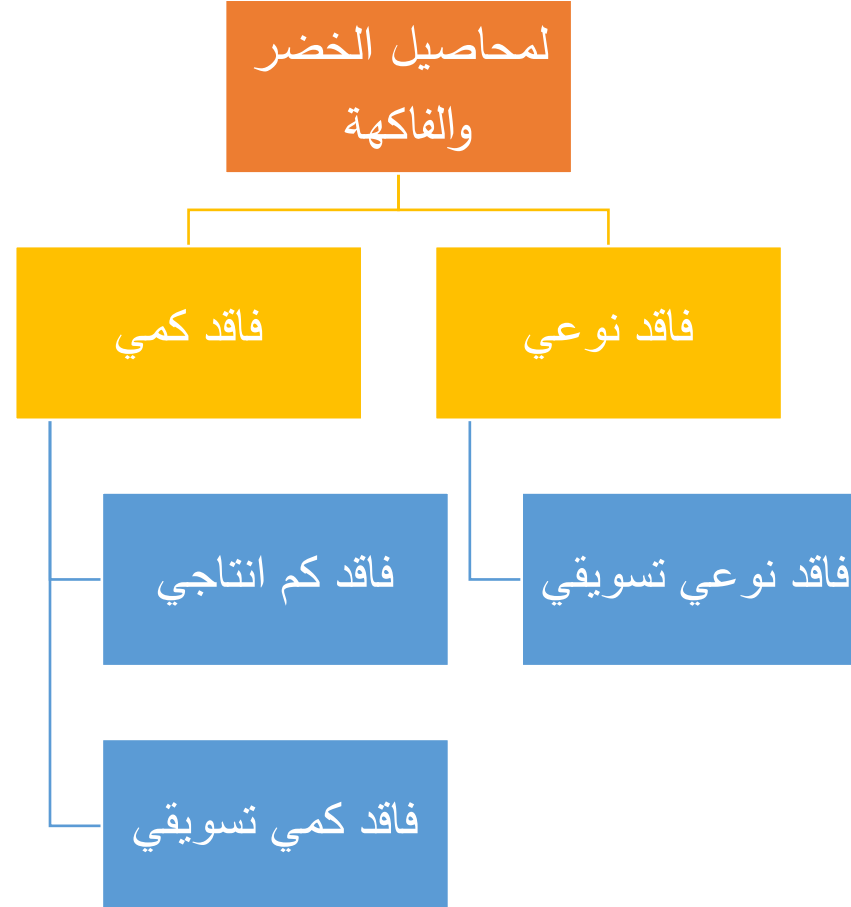 لمحاصيل الخضر
والفاكهة
فاقد نوعي
فاقد كمي
فاقد نوعي تسويقي
فاقد كم انتاجي
فاقد كمي تسويقي